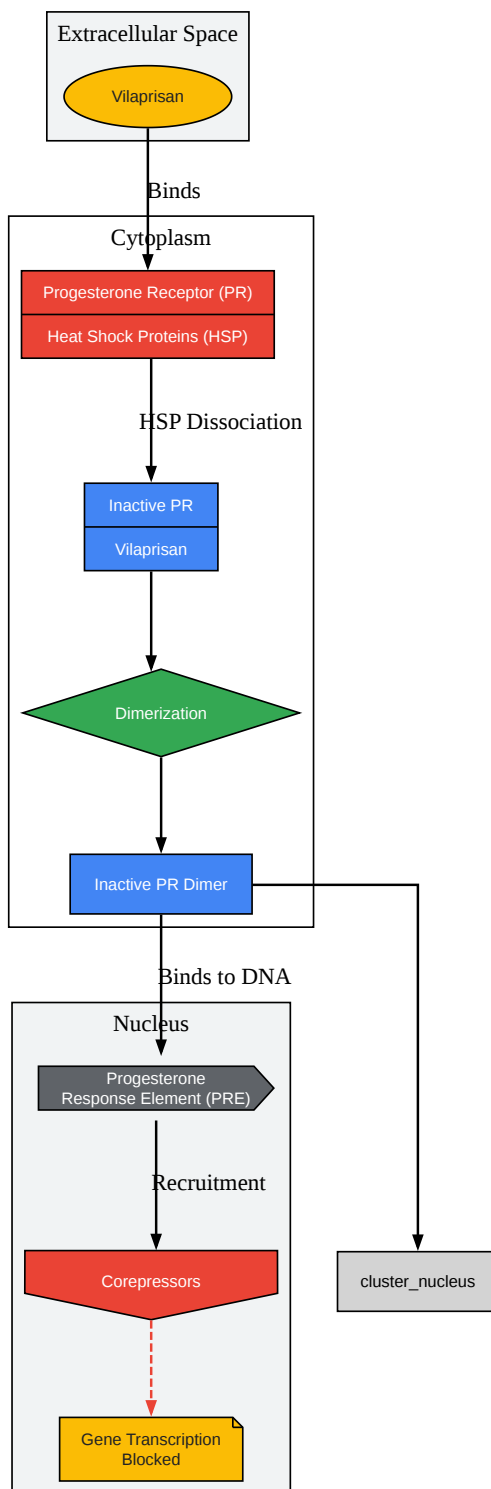 Extracellular Space
Vilaprisan
Binds
Cytoplasm
Progesterone Receptor (PR)
Heat Shock Proteins (HSP)
HSP Dissociation
Inactive PR
Vilaprisan
Dimerization
Inactive PR Dimer
Binds to DNA
Nucleus
Progesterone
Response Element (PRE)
Recruitment
Corepressors
cluster_nucleus
Gene Transcription
Blocked